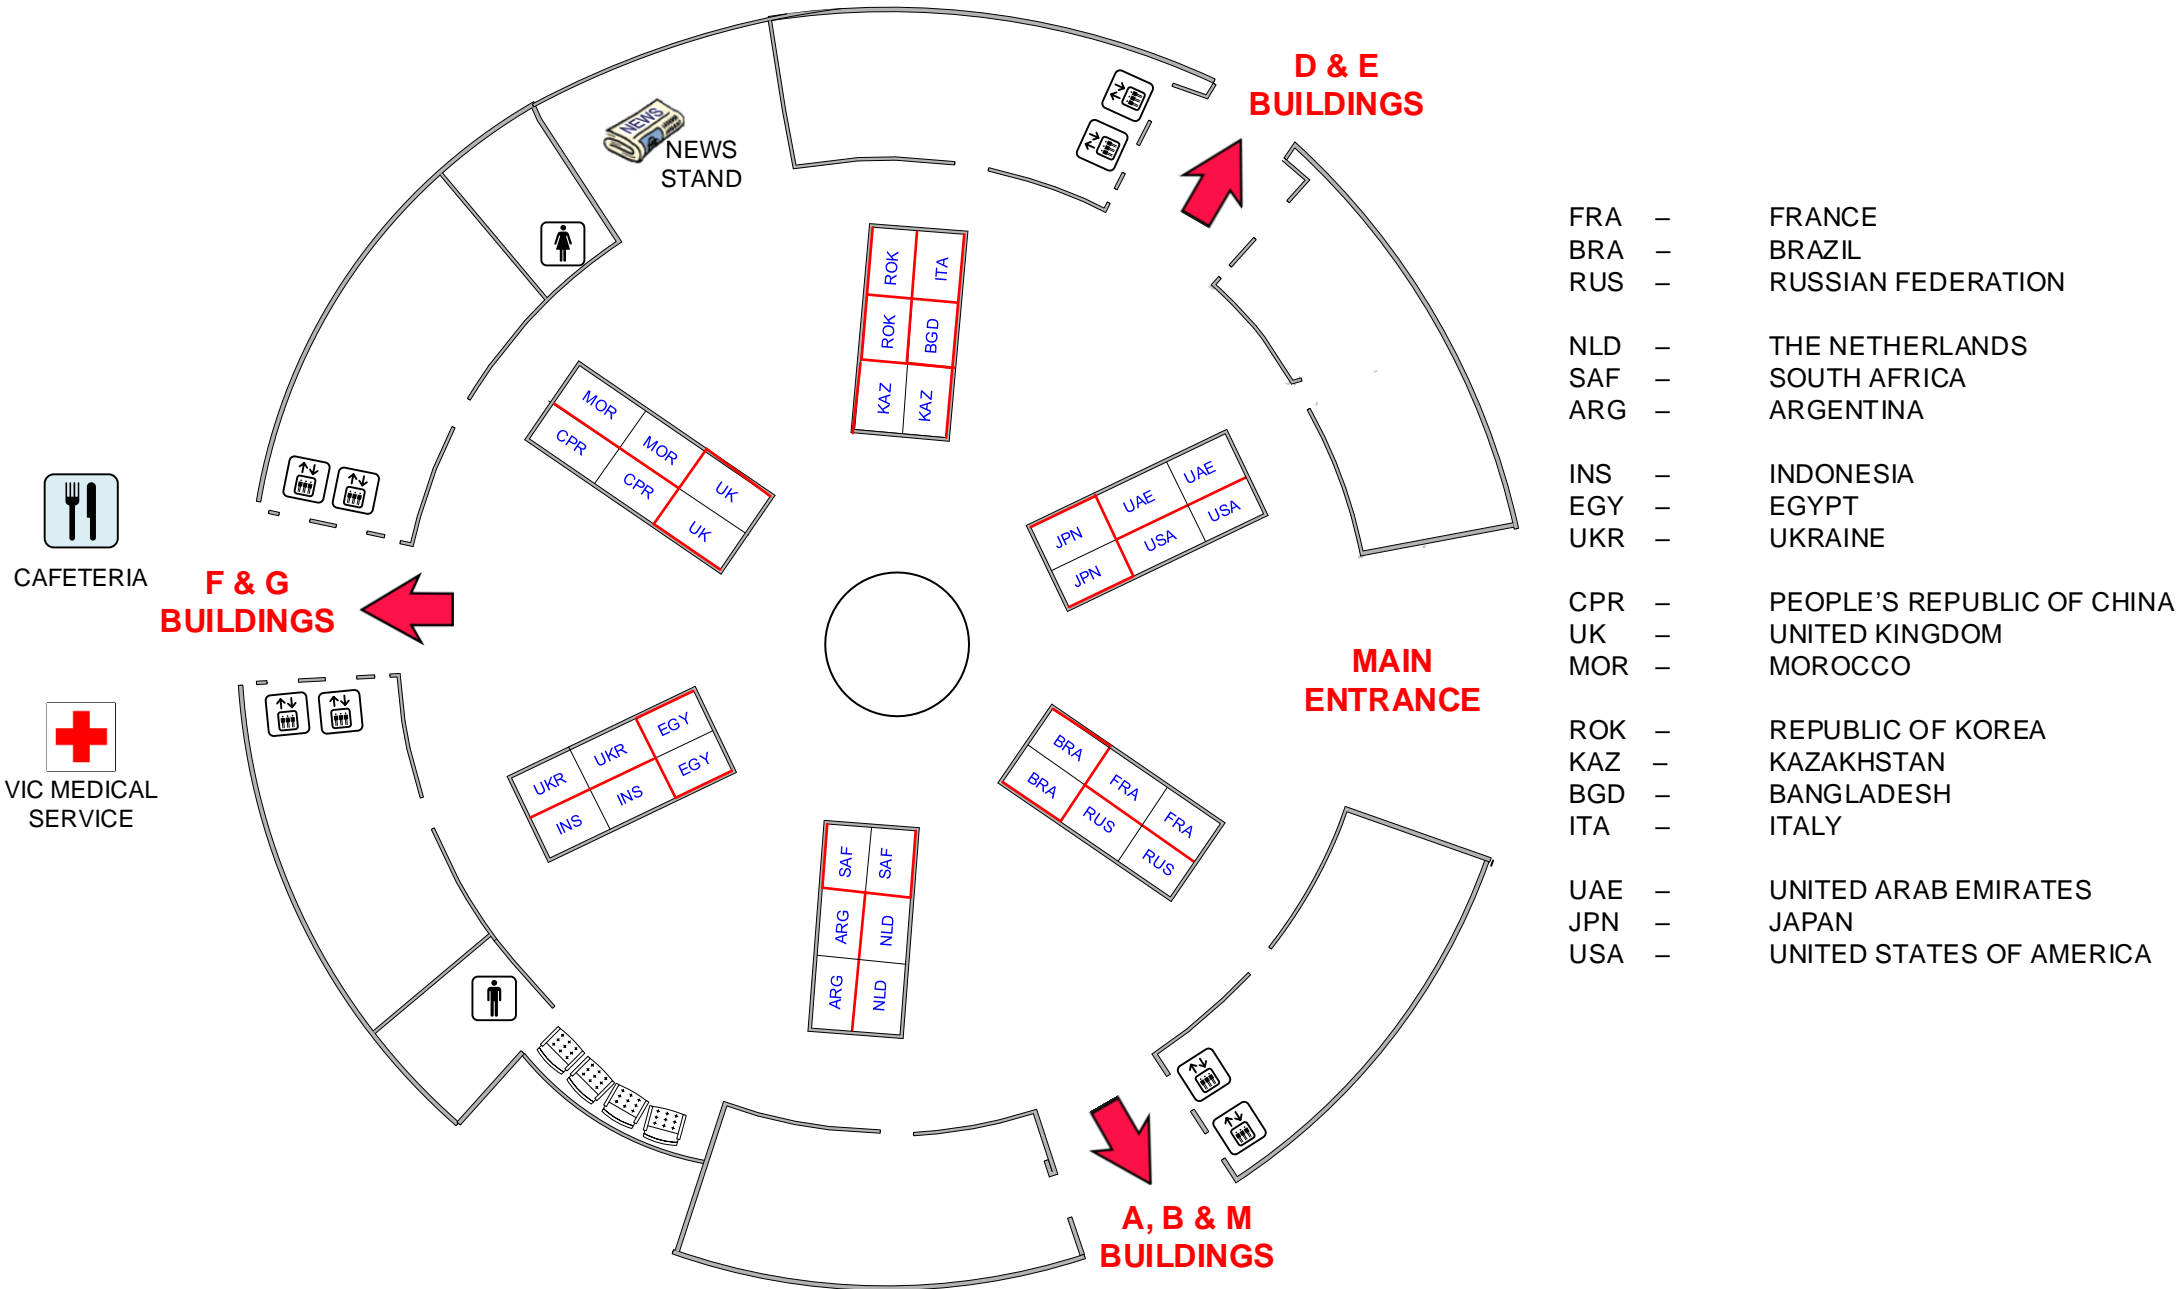 D & E
BUILDINGS
NEWS
NEWS
STAND
ROK
ITA
ROK
BGD
KAZ
KAZ
MOR
MOR
UK
CPR
CPR
UK
JPN
UAE
UAE
JPN
USA
USA
CAFETERIA
F & G
BUILDINGS
MAIN
ENTRANCE
VIC MEDICAL
SERVICE
UKR
UKR
EGY
INS
INS
EGY
BRA
FRA
FRA
BRA
RUS
RUS
SAF
SAF
ARG
NLD
ARG
NLD
A, B & M
BUILDINGS
FRA – FRANCE
BRA – BRAZIL
RUS – RUSSIAN FEDERATION
NLD – THE NETHERLANDS
SAF – SOUTH AFRICA
ARG – ARGENTINA
INS – INDONESIA
EGY – EGYPT
UKR – UKRAINE
CPR – PEOPLE’S REPUBLIC OF CHINA
UK – UNITED KINGDOM
MOR – MOROCCO
ROK – REPUBLIC OF KOREA
KAZ – KAZAKHSTAN
BGD – BANGLADESH
ITA – ITALY
UAE – UNITED ARAB EMIRATES
JPN – JAPAN
USA – UNITED STATES OF AMERICA